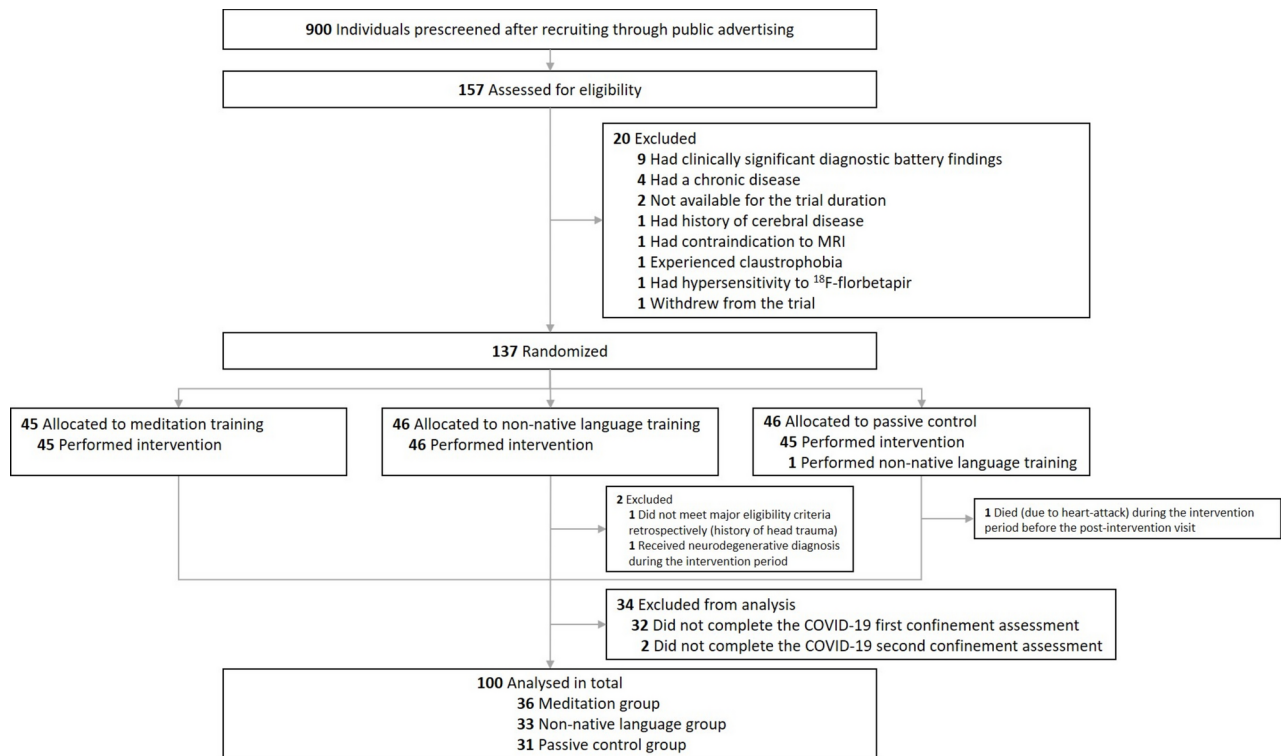 900 Individuals prescreened after recruiting through public advertising
157 Assessed for eligibility
20 Excluded
9 Had clinically significant diagnostic battery findings
4 Had a chronic disease
2 Not available for the trial duration
1 Had history of cerebral disease
1 Had contraindication to MRI
1 Experienced claustrophobia
1 Had hypersensitivity to ¹⁸F-florbetapir
1 Withdrew from the trial
137 Randomized
45 Allocated to meditation training
45 Performed intervention
46 Allocated to non-native language training
46 Performed intervention
46 Allocated to passive control
45 Performed intervention
1 Performed non-native language training
2 Excluded
1 Did not meet major eligibility criteria
retrospectively (history of head trauma)
1 Received neurodegenerative diagnosis
during the intervention period
1 Died (due to heart-attack) during the intervention
period before the post-intervention visit
34 Excluded from analysis
32 Did not complete the COVID-19 first confinement assessment
2 Did not complete the COVID-19 second confinement assessment
100 Analysed in total
36 Meditation group
33 Non-native language group
31 Passive control group